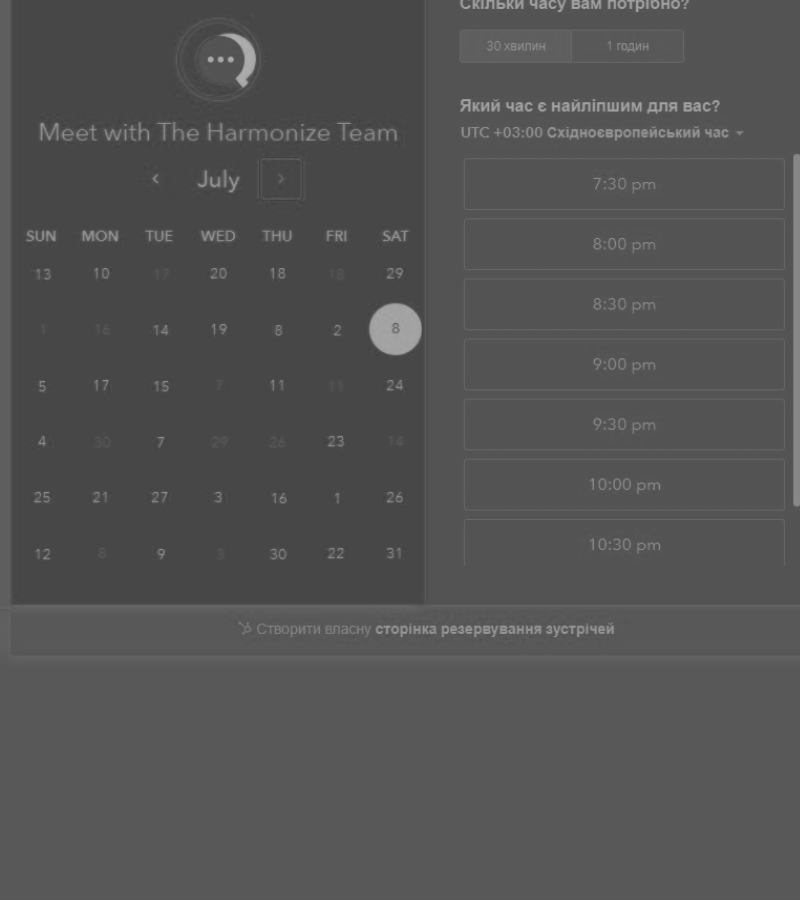 Скільки часу вам потрібно?
30 хвилин 1 годин
Meet with The Harmonize Team
July
SUN MON TUE WED THU FRI SAT
13 10 17 20 18 18 29
1 16 14 19 8 2 8
5 17 15 7 11 11 24
4 30 7 29 26 23 14
25 21 27 3 16 1 26
12 8 9 3 30 22 31
Який час є найліпшим для вас?
UTC +03:00 Східноєвропейський час
7:30 pm
8:00 pm
8:30 pm
9:00 pm
9:30 pm
10:00 pm
10:30 pm
Створити власну сторінка резервування зустрічей